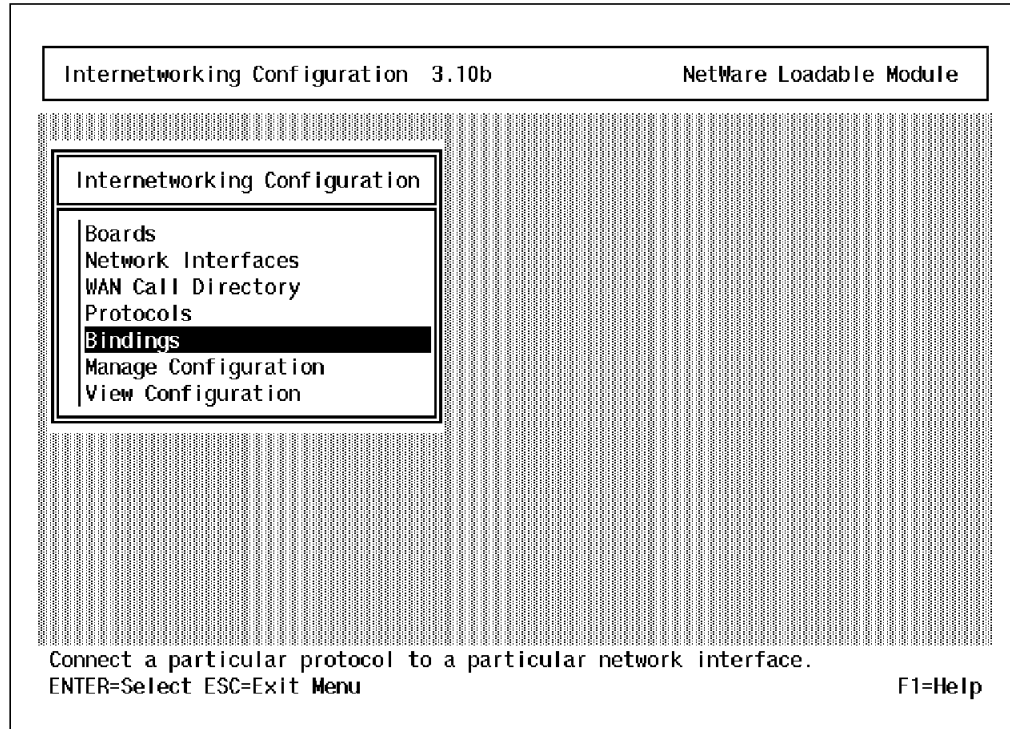 Internetworking Configuration 3.10b NetWare Loadable Module
Internetworking Configuration
Boards
Network Interfaces
WAN Call Directory
Protocols
Bindings
Manage Configuration
View Configuration
Connect a particular protocol to a particular network interface.
ENTER=Select ESC=Exit Menu F1=Help